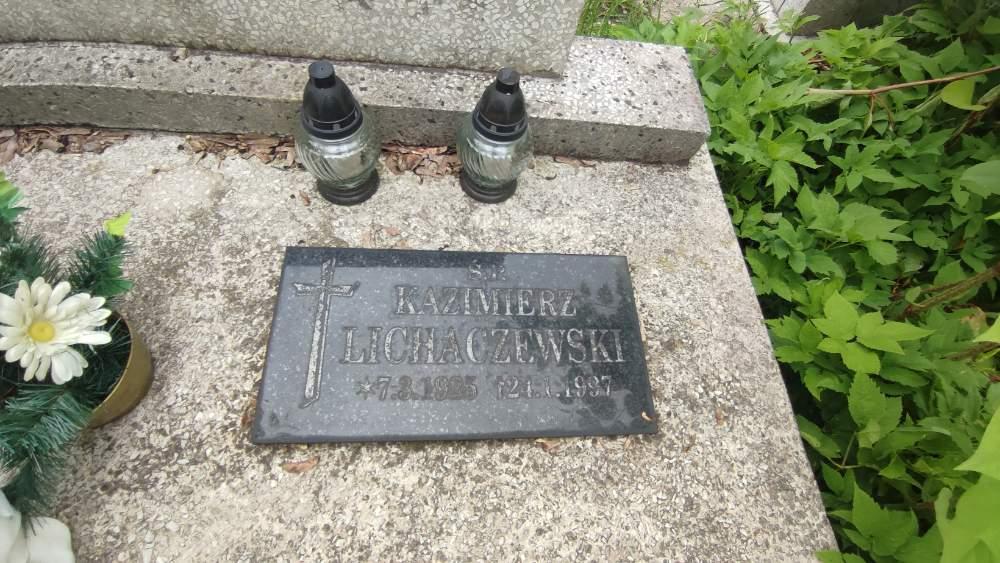 Ś.P.
KAZIMIERZ
LICHACZEWSKI
*7.3.1925 †24.1.1997